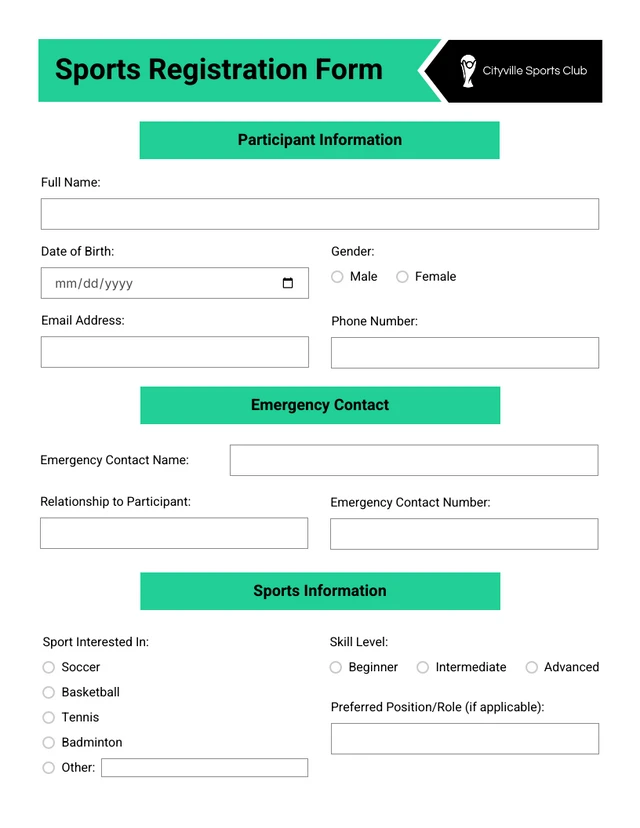 Sports Registration Form
Cityville Sports Club
Participant Information
Full Name:
Date of Birth:
Gender:
mm/dd/yyyy
Male Female
Email Address:
Phone Number:
Emergency Contact
Emergency Contact Name:
Relationship to Participant:
Emergency Contact Number:
Sports Information
Sport Interested In:
Soccer
Basketball
Tennis
Badminton
Other:
Skill Level:
Beginner Intermediate Advanced
Preferred Position/Role (if applicable):